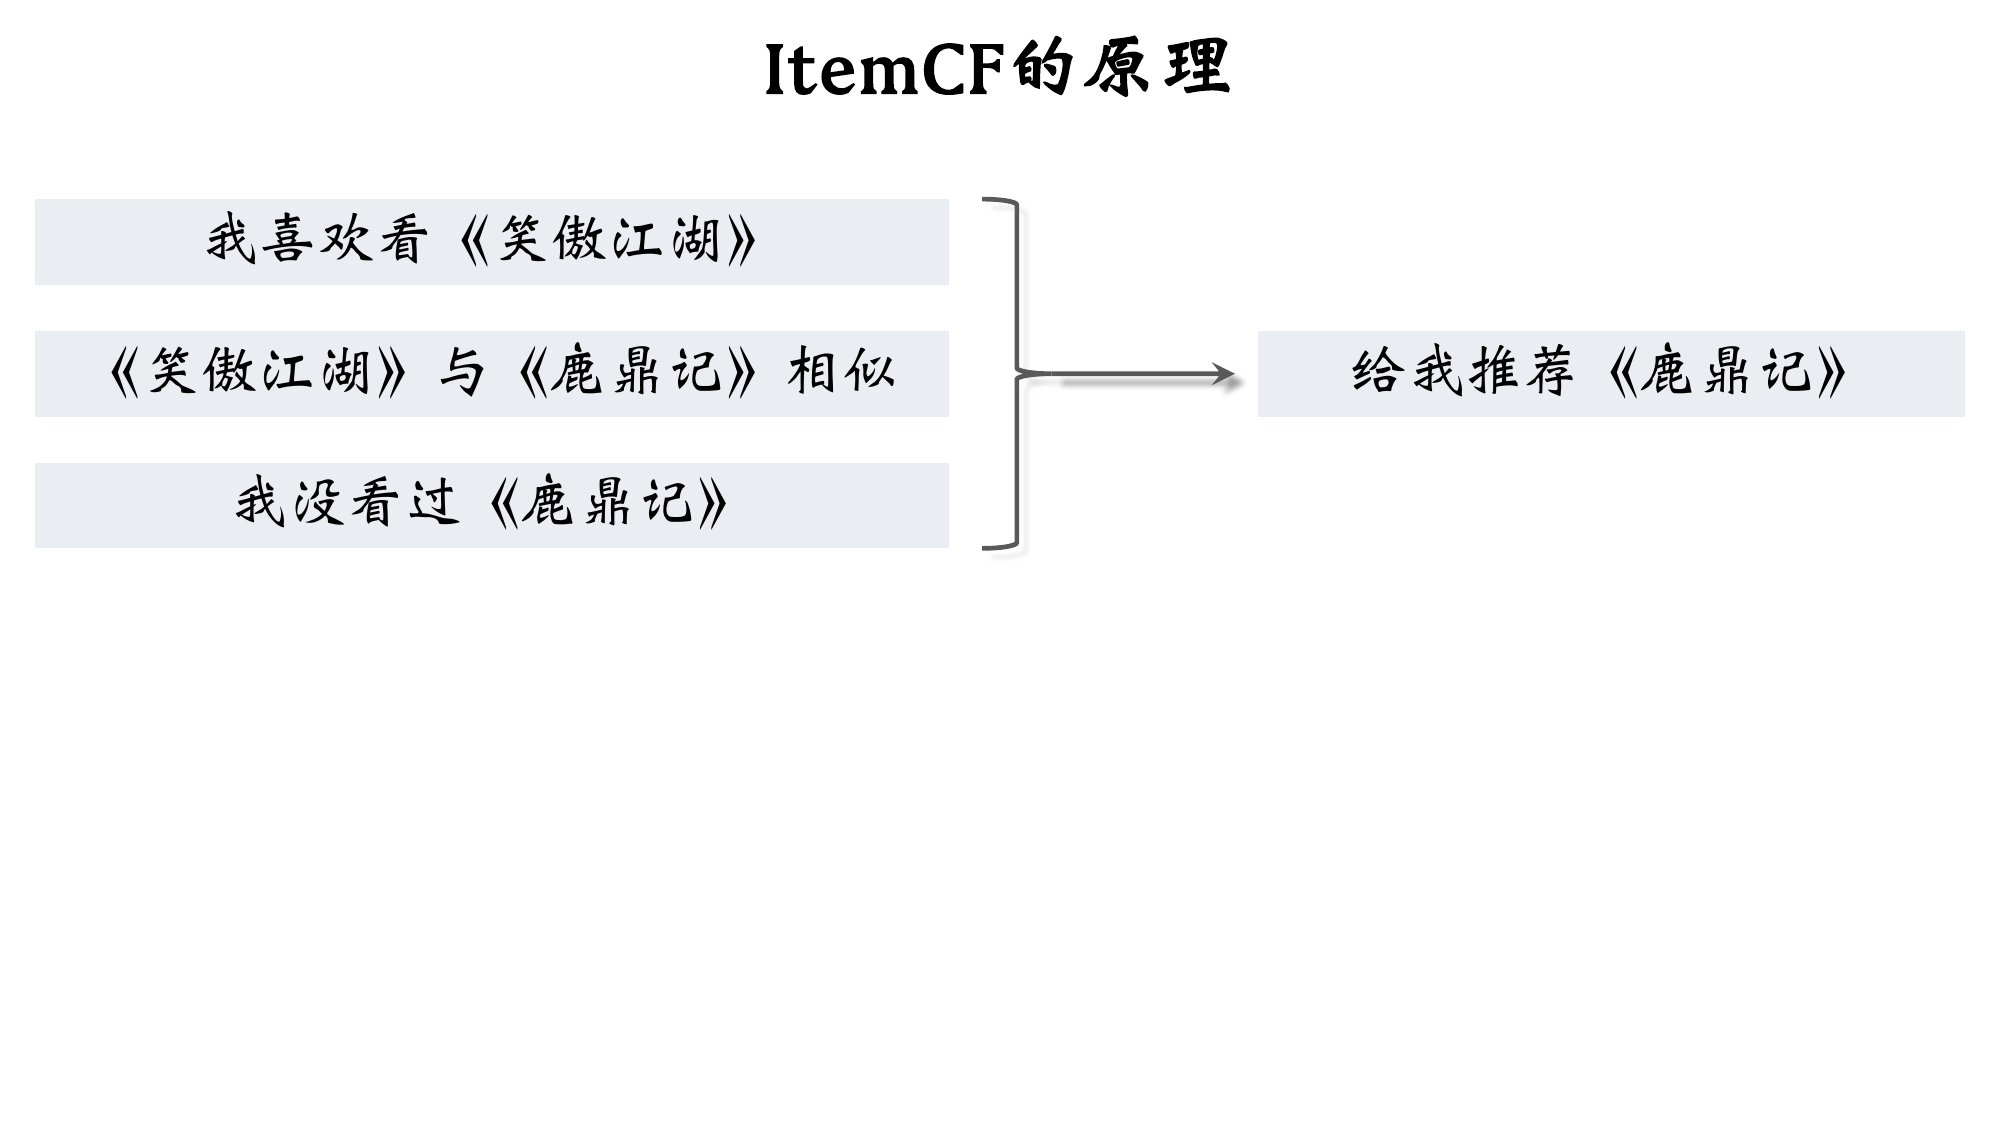 ItemCF的原理
我喜欢看《笑傲江湖》
《笑傲江湖》与《鹿鼎记》相似
给我推荐《鹿鼎记》
我没看过《鹿鼎记》